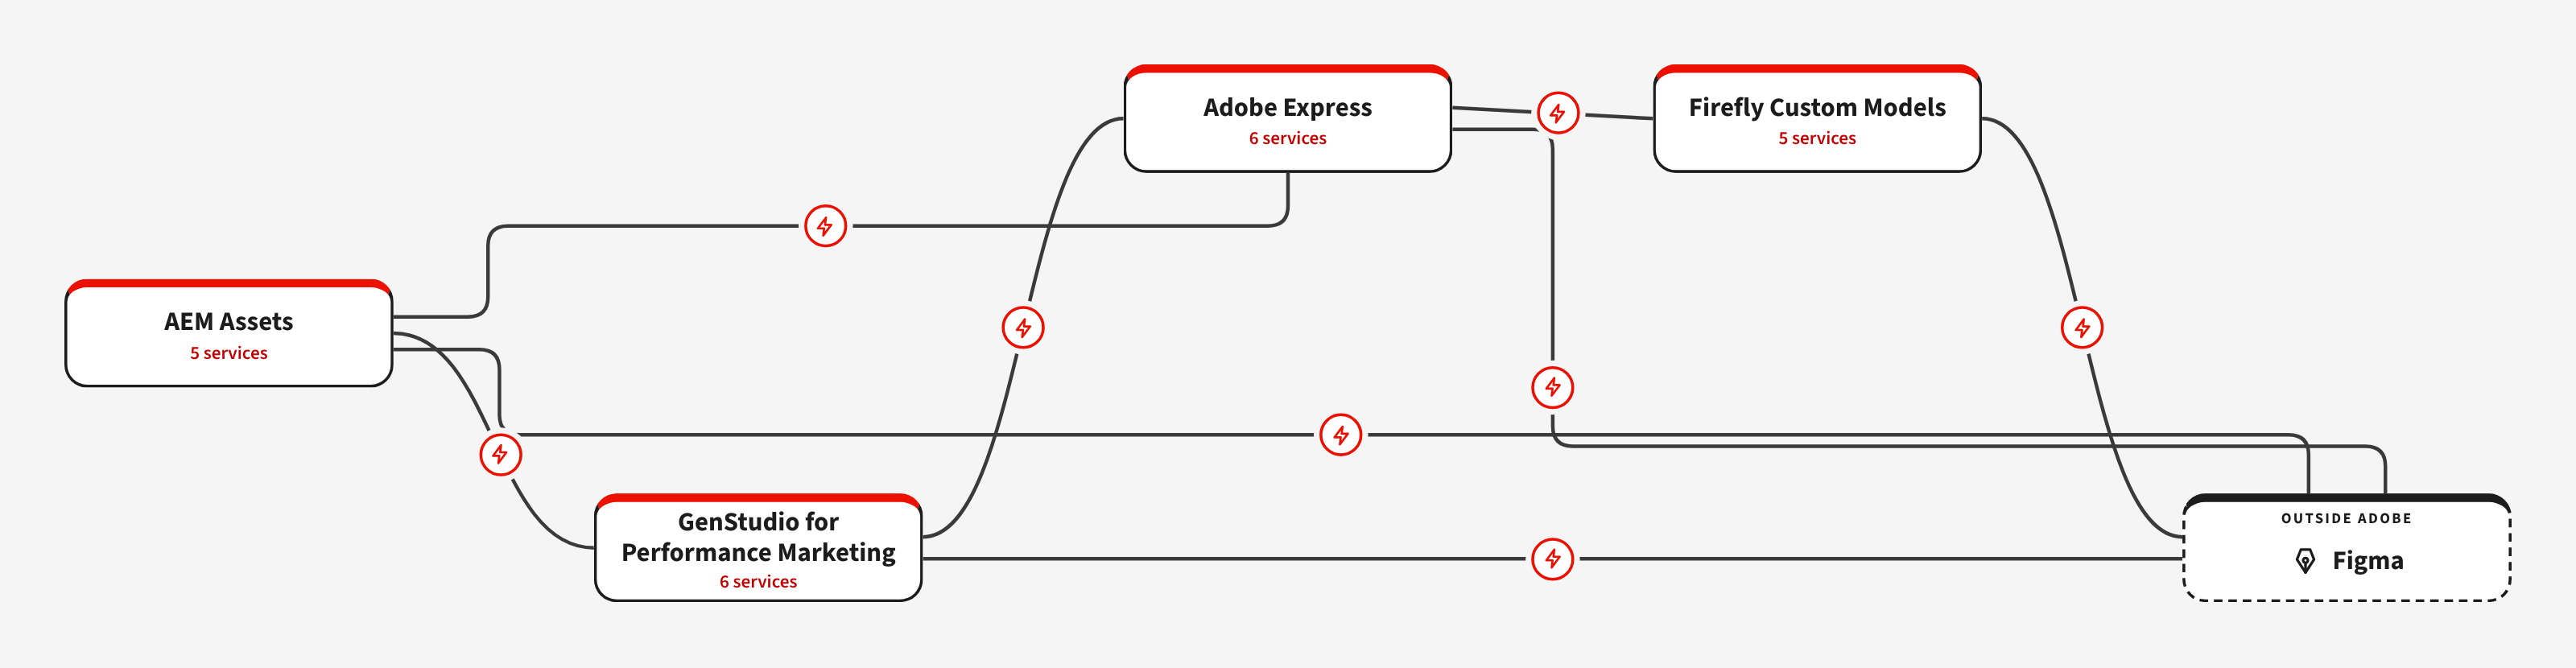 Adobe Express
6 services
Firefly Custom Models
5 services
AEM Assets
5 services
GenStudio for
Performance Marketing
6 services
OUTSIDE ADOBE
Figma